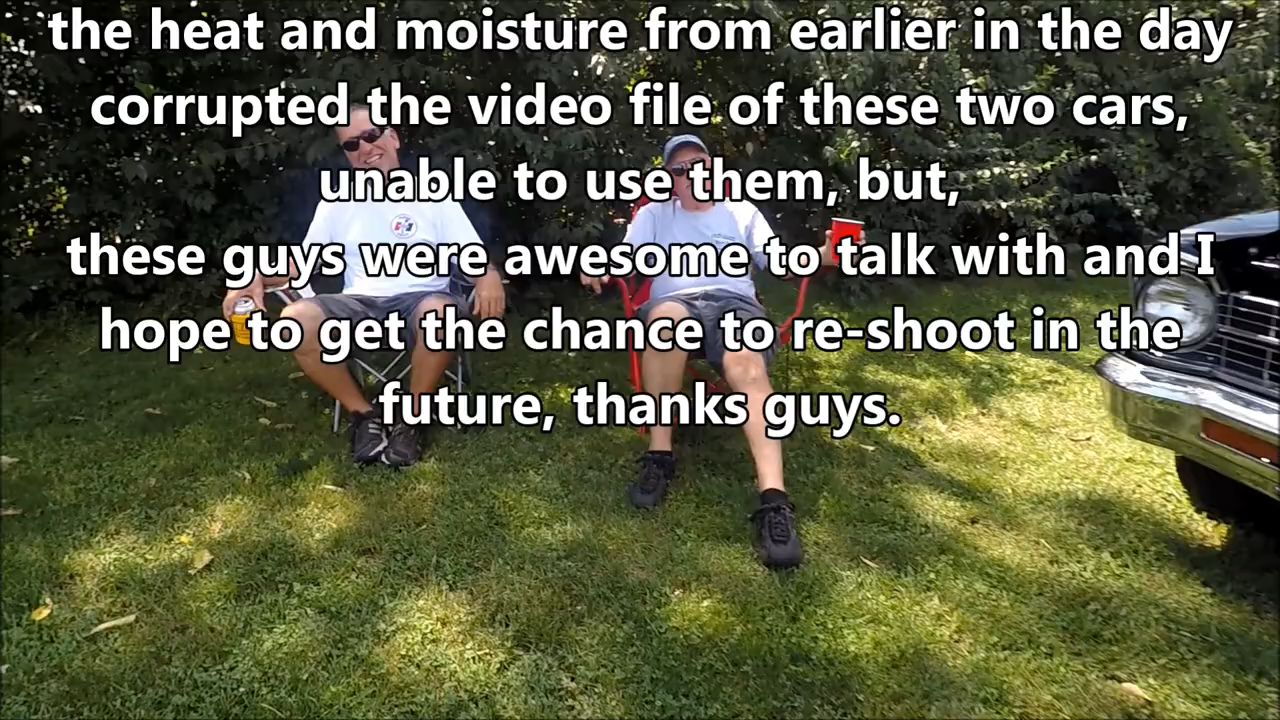 the heat and moisture from earlier in the day
corrupted the video file of these two cars,
unable to use them, but,
these guys were awesome to talk with and I
hope to get the chance to re-shoot in the
future, thanks guys.